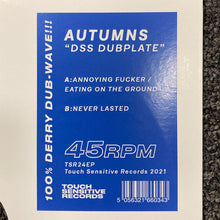 100% DERRY DUB-WAVE!!!
AUTUMNS
“DSS DUBPLATE”
A:ANNOYING FUCKER /
EATING ON THE GROUND
B:NEVER LASTED
45RPM
TSR24EP
Touch Sensitive Records 2021
TOUCH
SENSITIVE
RECORDS
5 056321 660343